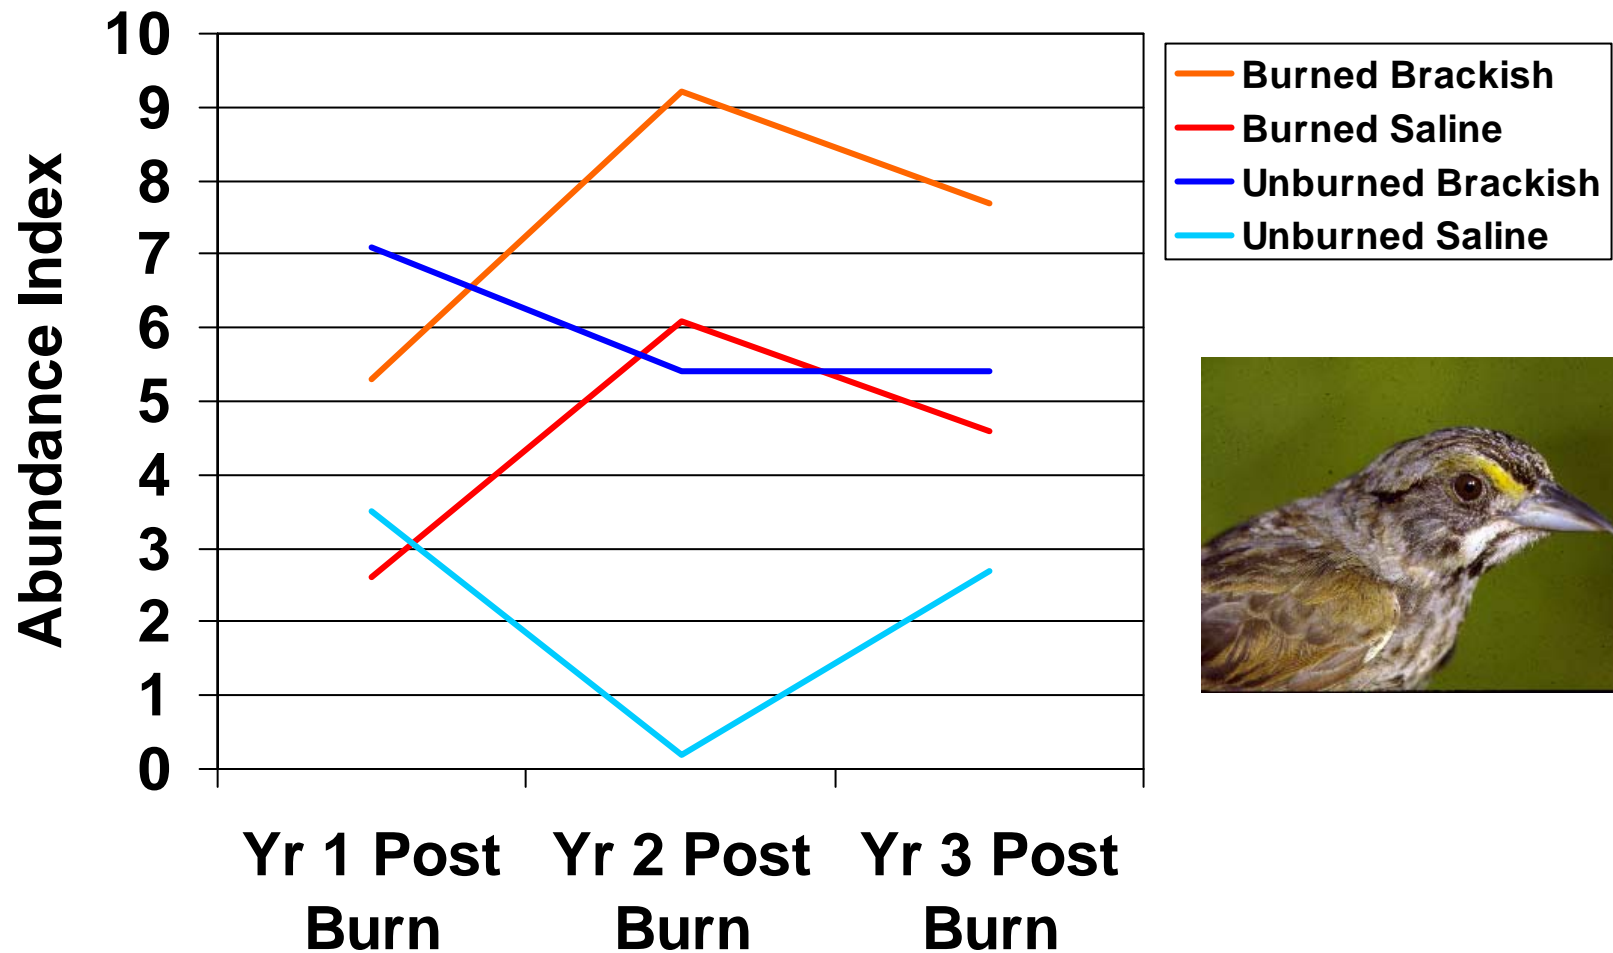 10
9
8
7
6
5
4
3
2
1
0
Abundance Index
Yr 1 Post
Burn
Yr 2 Post
Burn
Yr 3 Post
Burn
Burned Brackish
Burned Saline
Unburned Brackish
Unburned Saline